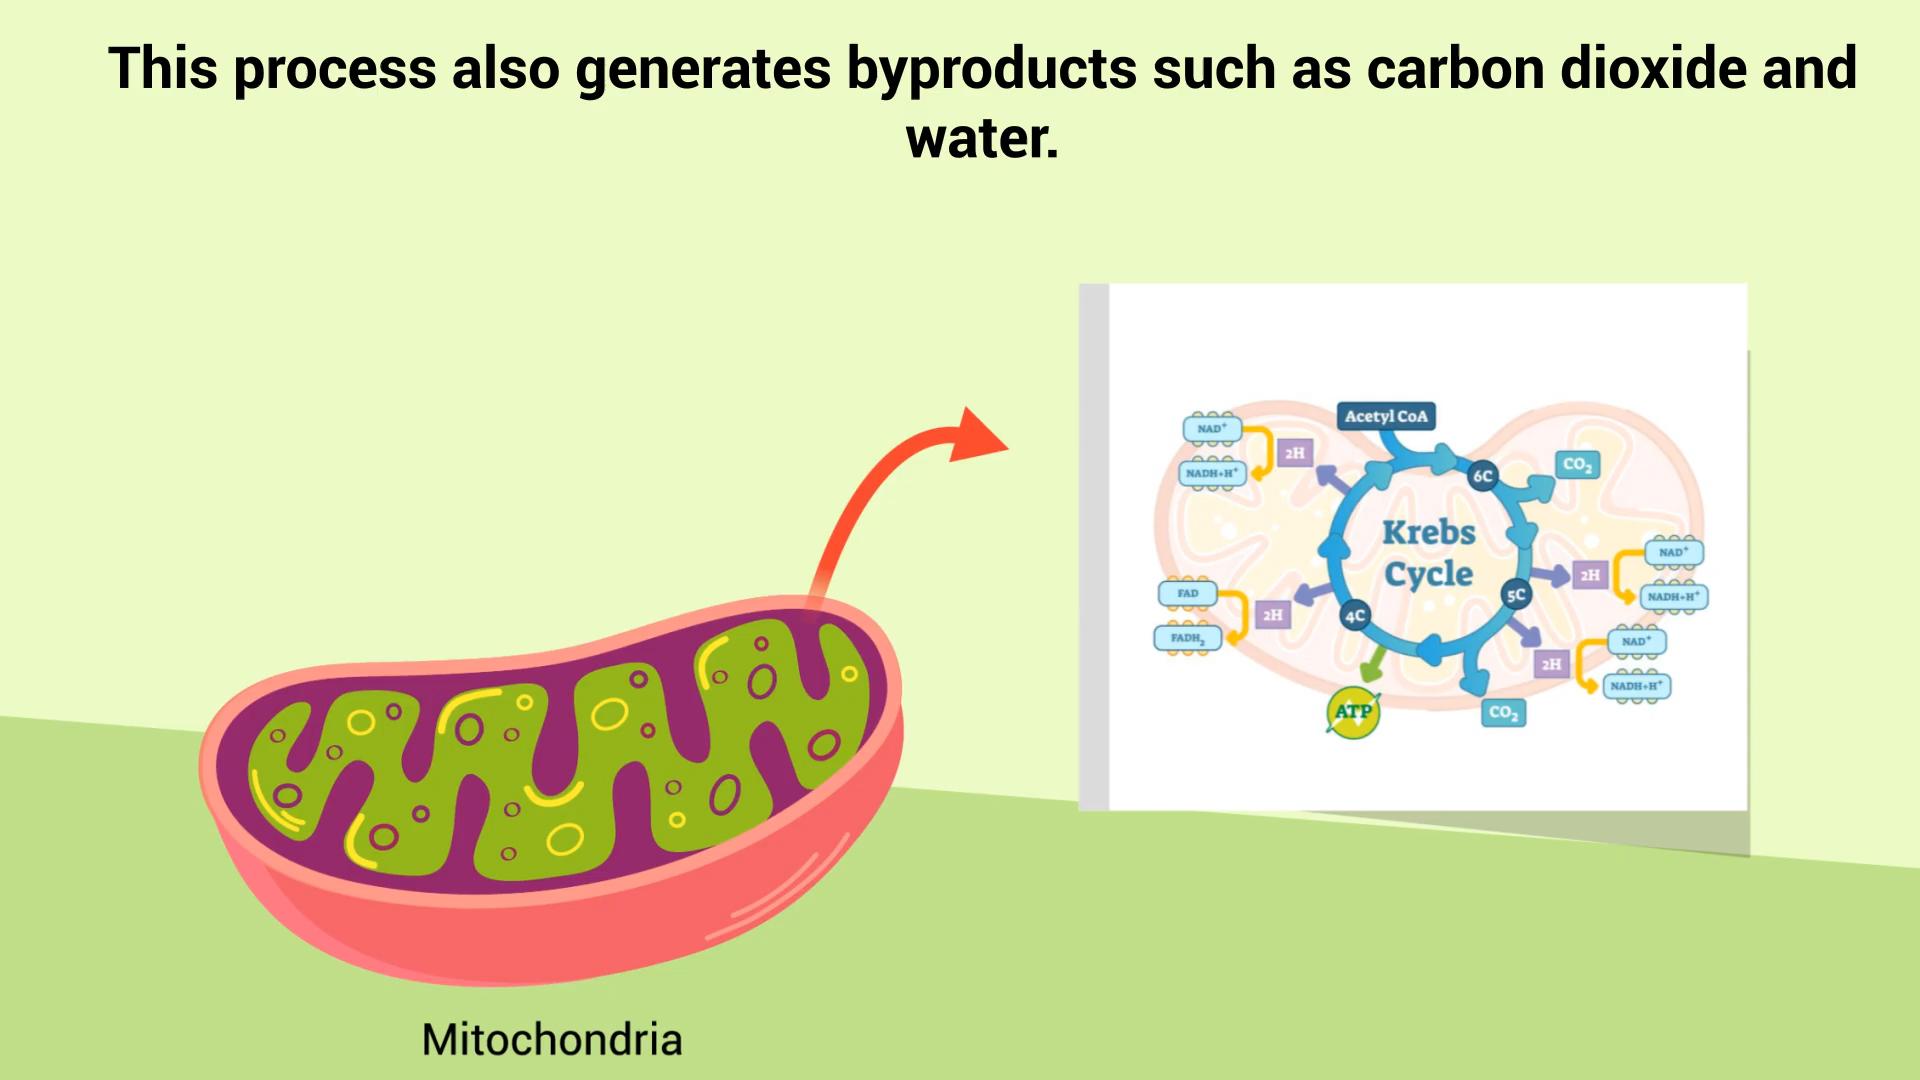 This process also generates byproducts such as carbon dioxide and
water.
Acetyl CoA
NAD⁺
2H
NADH+H⁺
6C
CO₂
Krebs
Cycle
NAD⁺
2H
NADH+H⁺
5C
FAD
2H
FADH₂
4C
NAD⁺
2H
NADH+H⁺
ATP
CO₂
Mitochondria